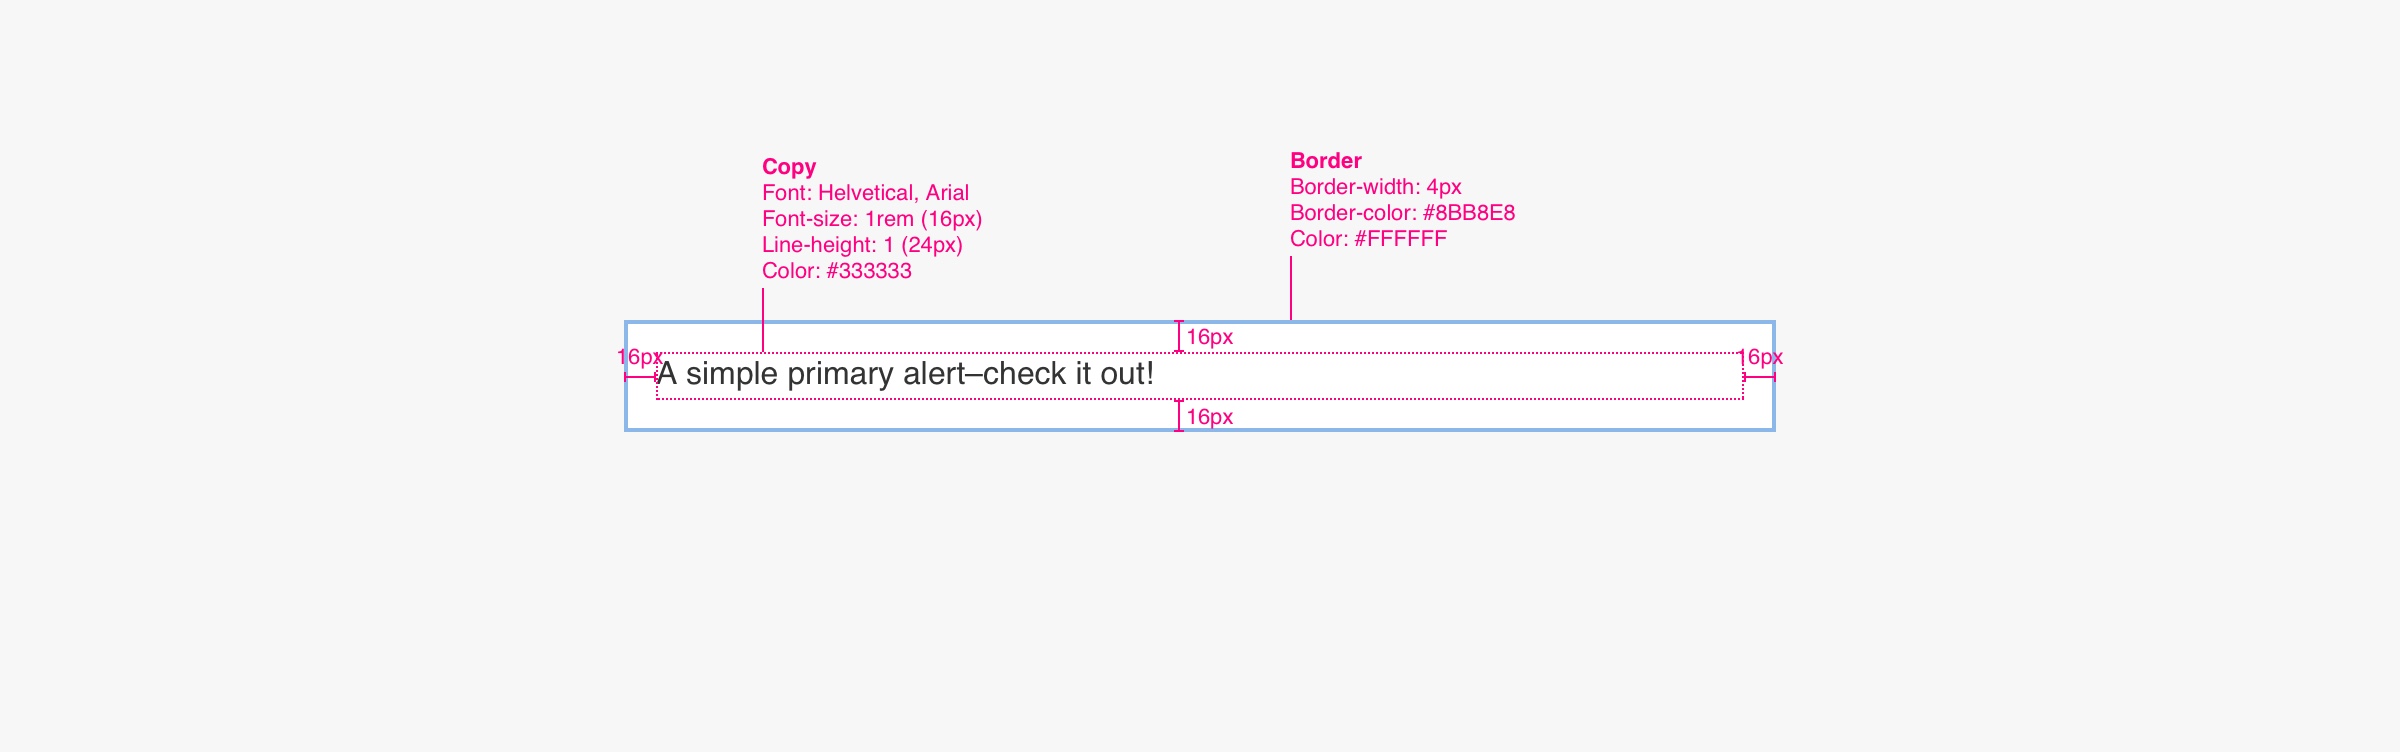 Copy
Font: Helvetical, Arial
Font-size: 1rem (16px)
Line-height: 1 (24px)
Color: #333333
Border
Border-width: 4px
Border-color: #8BB8E8
Color: #FFFFFF
16px
16px
A simple primary alert–check it out!
16px
16px